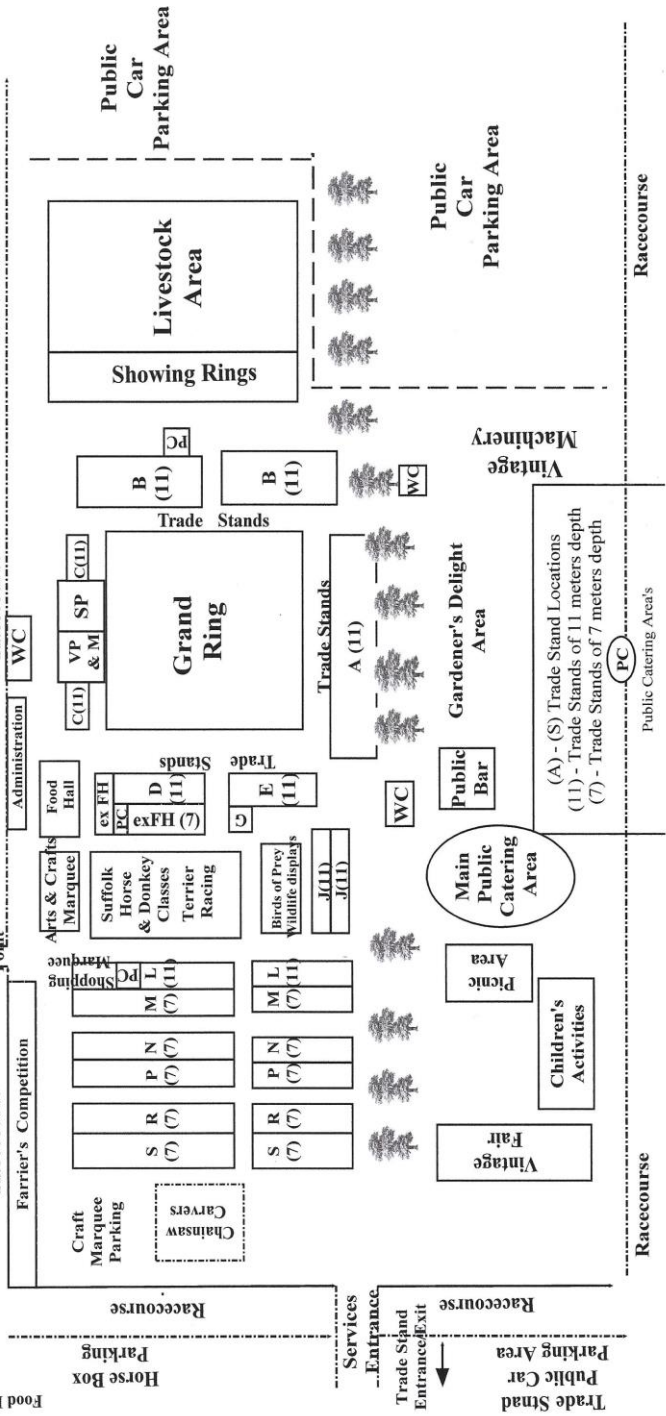 Food
Horse Box
Parking
Services
Entrance
Trade Stand
Entrance/Exit
Trade Stnad
Public Car
Parking Area
Racecourse
Racecourse
Farrier's Competition
Craft
Marquee
Parking
Chainsaw
Carvers
S R
(7) (7)
P N
(7) (7)
M L
(7) (11)
PC
Shopping
Marquee
S R
(7) (7)
P N
(7) (7)
M L
(7) (11)
Vintage
Fair
Children's
Activities
Picnic
Area
Racecourse
Arts & Crafts
Marquee
Suffolk
Horse
& Donkey
Classes
Terrier
Racing
Birds of Prey
Wildlife displays
J(11)
J(11)
Main
Public
Catering
Area
Administration
Food
Hall
ex FH
PC
D
(11)
exFH (7)
G
E
(11)
Trade
Stands
WC
Public
Bar
WC
C(11)
VP
& M
SP
C(11)
Grand
Ring
Trade Stands
A (11)
Gardener's Delight
Area
Trade Stands
B
(11)
PC
B
(11)
WC
Vintage
Machinery
(A) - (S) Trade Stand Locations
(11) - Trade Stands of 11 meters depth
(7) - Trade Stands of 7 meters depth
PC
Public Catering Area's
Showing Rings
Livestock
Area
Public
Car
Parking Area
Public
Car
Parking Area
Racecourse